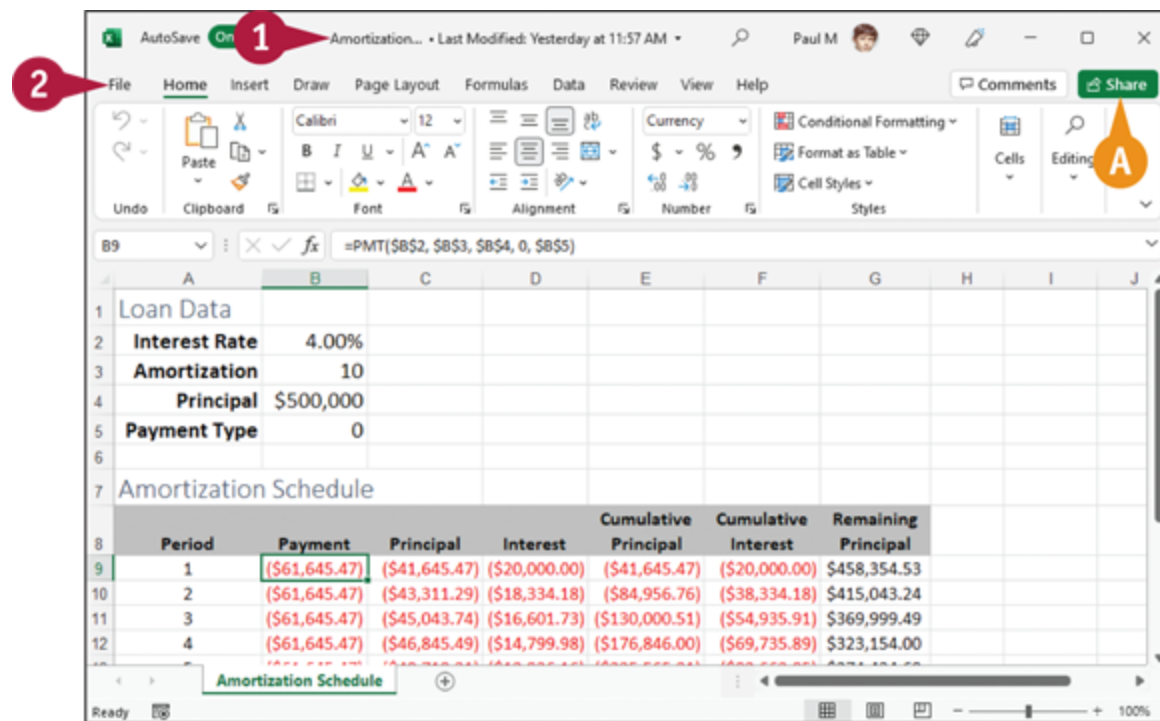 AutoSave On 1 Amortization... • Last Modified: Yesterday at 11:57 AM Paul M
2 File Home Insert Draw Page Layout Formulas Data Review View Help Comments Share
Calibri 12 Currency Conditional Formatting
Paste B I U A^ A˅ $ % 9 Format as Table Cells Editing A
Cell Styles
Undo Clipboard Font Alignment Number Styles
B9 fx =PMT($B$2, $B$3, $B$4, 0, $B$5)
A B C D E F G H I J
1 Loan Data
2 Interest Rate 4.00%
3 Amortization 10
4 Principal $500,000
5 Payment Type 0
6
7 Amortization Schedule
Cumulative Cumulative Remaining
8 Period Payment Principal Interest Principal Interest Principal
9 1 ($61,645.47) ($41,645.47) ($20,000.00) ($41,645.47) ($20,000.00) $458,354.53
10 2 ($61,645.47) ($43,311.29) ($18,334.18) ($84,956.76) ($38,334.18) $415,043.24
11 3 ($61,645.47) ($45,043.74) ($16,601.73) ($130,000.51) ($54,935.91) $369,999.49
12 4 ($61,645.47) ($46,845.49) ($14,799.98) ($176,846.00) ($69,735.89) $323,154.00
Amortization Schedule
Ready 100%